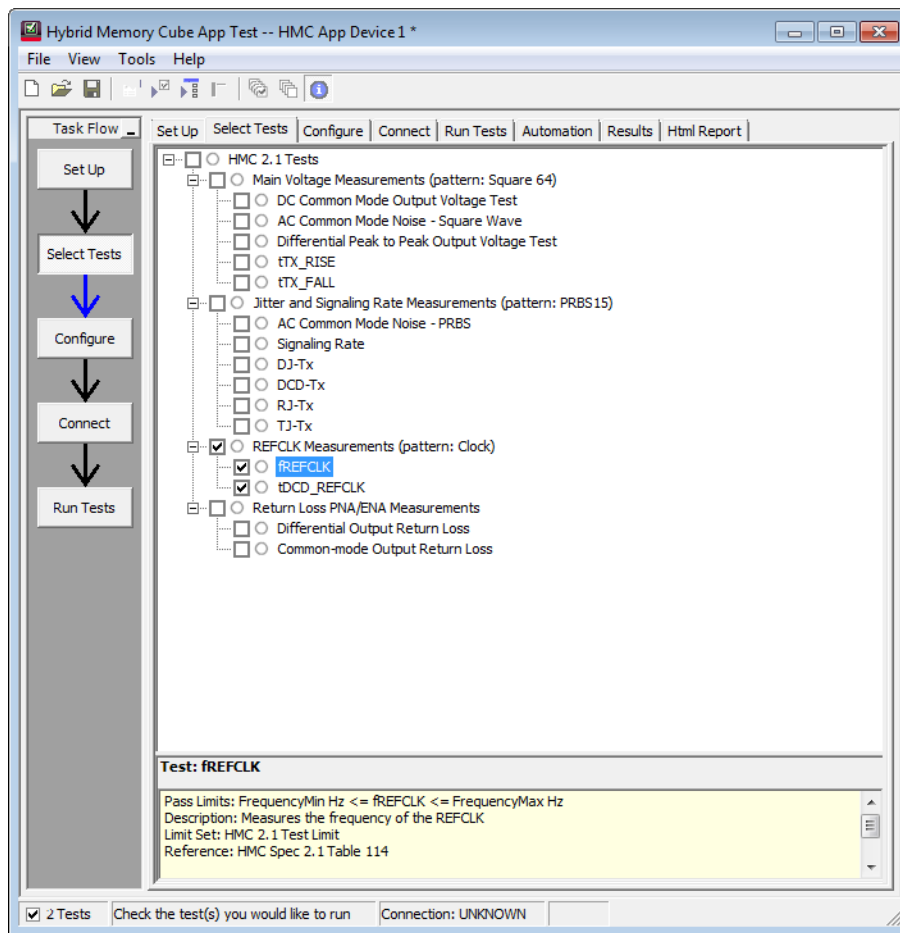 Hybrid Memory Cube App Test -- HMC App Device 1 *
File View Tools Help
Task Flow
Set Up
Select Tests
Configure
Connect
Run Tests
Set Up Select Tests Configure Connect Run Tests Automation Results Html Report
HMC 2.1 Tests
Main Voltage Measurements (pattern: Square 64)
DC Common Mode Output Voltage Test
AC Common Mode Noise - Square Wave
Differential Peak to Peak Output Voltage Test
tTX_RISE
tTX_FALL
Jitter and Signaling Rate Measurements (pattern: PRBS15)
AC Common Mode Noise - PRBS
Signaling Rate
DJ-Tx
DCD-Tx
RJ-Tx
TJ-Tx
REFCLK Measurements (pattern: Clock)
fREFCLK
tDCD_REFCLK
Return Loss PNA/ENA Measurements
Differential Output Return Loss
Common-mode Output Return Loss
Test: fREFCLK
Pass Limits: FrequencyMin Hz <= fREFCLK <= FrequencyMax Hz
Description: Measures the frequency of the REFCLK
Limit Set: HMC 2.1 Test Limit
Reference: HMC Spec 2.1 Table 114
2 Tests Check the test(s) you would like to run Connection: UNKNOWN